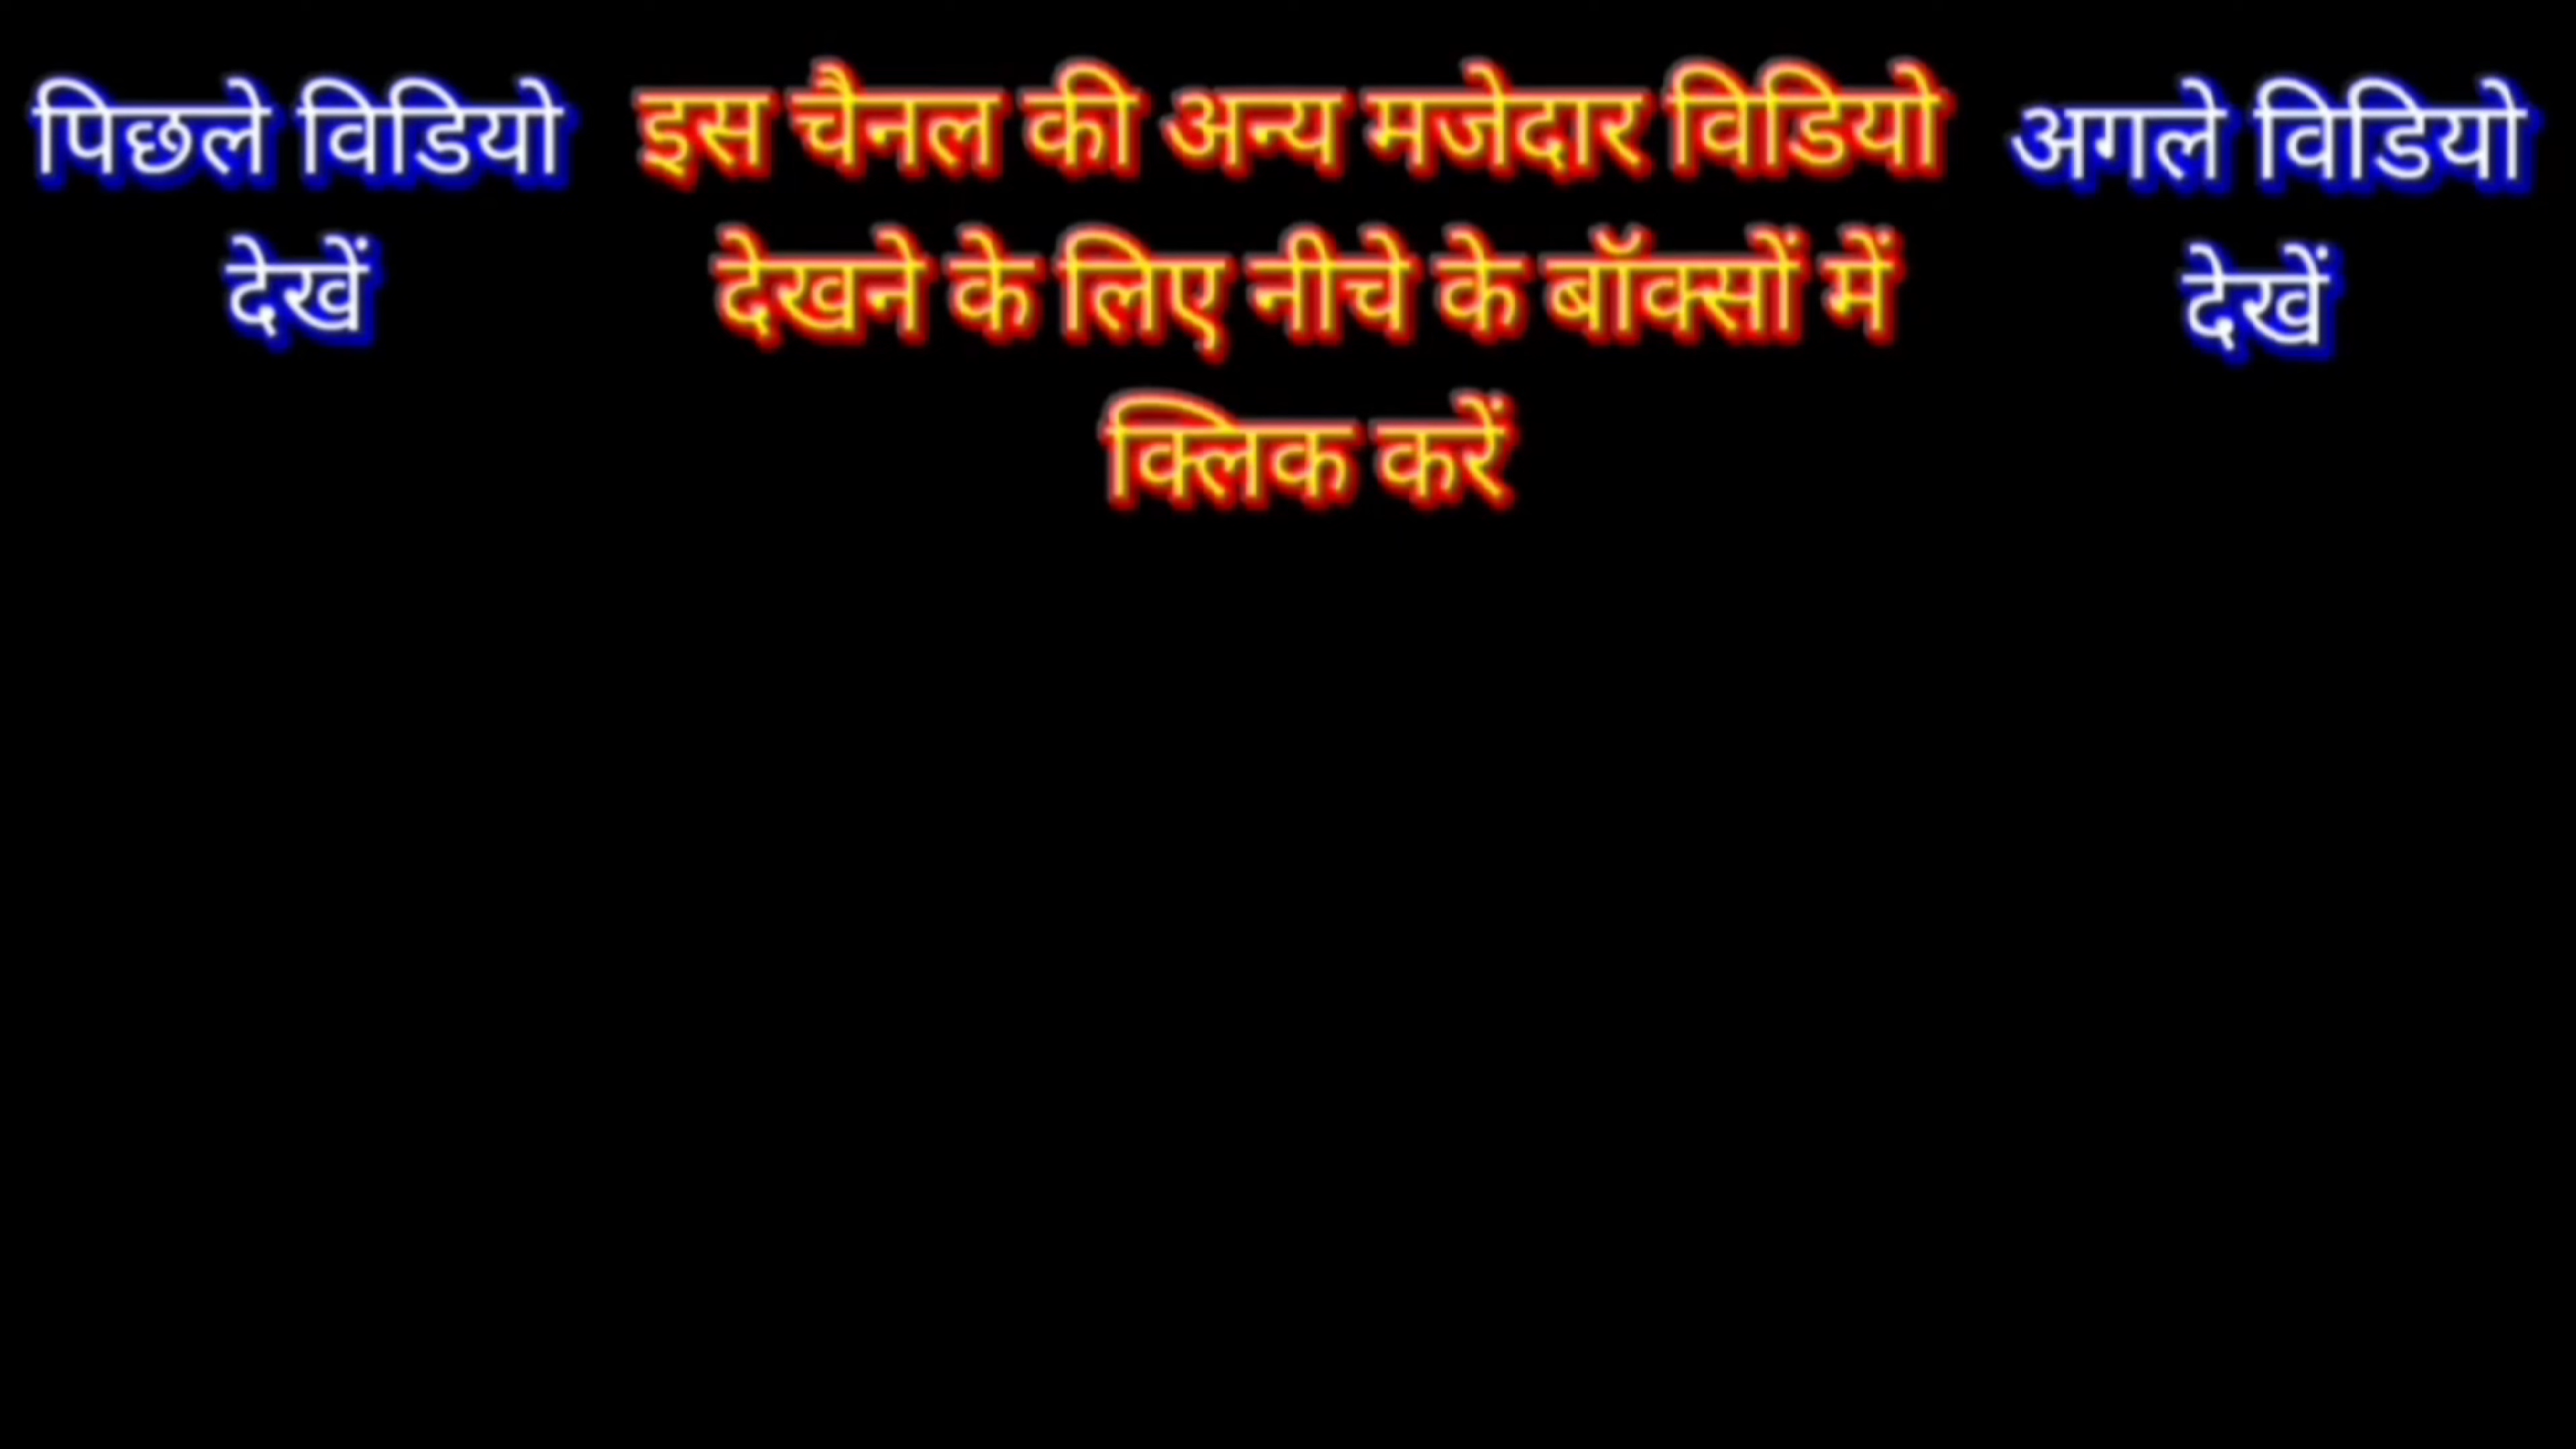 पिछले विडियो
देखें
इस चैनल की अन्य मजेदार विडियो
देखने के लिए नीचे के बॉक्सों में
क्लिक करें
अगले विडियो
देखें